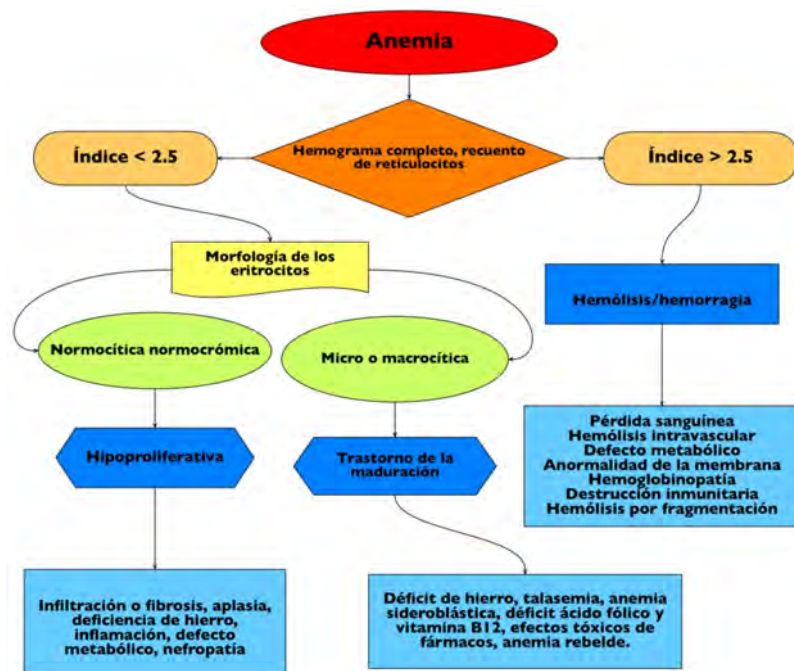 Anemia
Hemograma completo, recuento
de reticulocitos
Índice < 2.5
Índice > 2.5
Morfología de los
eritrocitos
Hemólisis/hemorragia
Normocítica normocrómica
Micro o macrocítica
Hipoproliferativa
Trastorno de la
maduración
Pérdida sanguínea
Hemólisis intravascular
Defecto metabólico
Anormalidad de la membrana
Hemoglobinopatía
Destrucción inmunitaria
Hemólisis por fragmentación
Infiltración o fibrosis, aplasia,
deficiencia de hierro,
inflamación, defecto
metabólico, nefropatía
Déficit de hierro, talasemia, anemia
sideroblástica, déficit ácido fólico y
vitamina B12, efectos tóxicos de
fármacos, anemia rebelde.